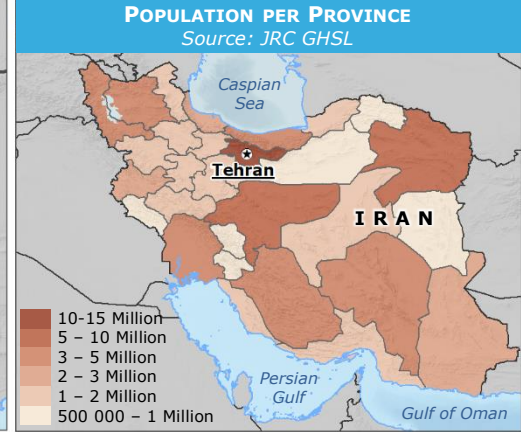 POPULATION PER PROVINCE
Source: JRC GHSL
Caspian
Sea
Tehran
I R A N
10-15 Million
5 – 10 Million
3 – 5 Million
2 – 3 Million
1 – 2 Million
500 000 – 1 Million
Persian
Gulf
Gulf of Oman